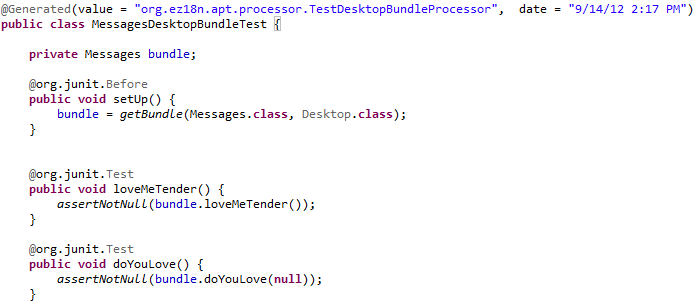 @Generated(value = "org.ez18n.apt.processor.TestDesktopBundleProcessor",  date = "9/14/12 2:17 PM")
public class MessagesDesktopBundleTest {
    private Messages bundle;
    @org.junit.Before
    public void setUp() {
        bundle = getBundle(Messages.class, Desktop.class);
    }
    @org.junit.Test
    public void loveMeTender() {
        assertNotNull(bundle.loveMeTender());
    }
    @org.junit.Test
    public void doYouLove() {
        assertNotNull(bundle.doYouLove(null));
    }